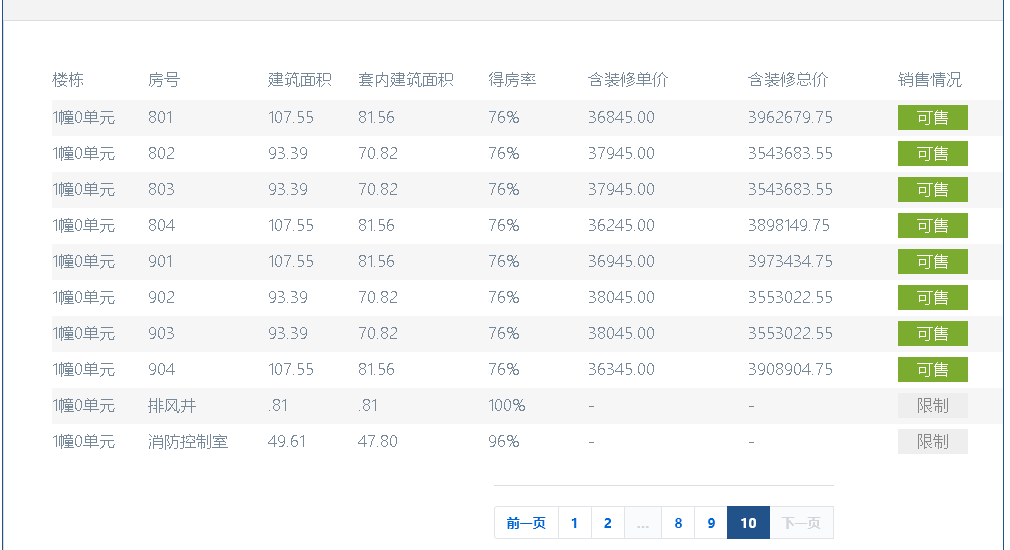 楼栋 房号 建筑面积 套内建筑面积 得房率 含装修单价 含装修总价 销售情况
1幢0单元 801 107.55 81.56 76% 36845.00 3962679.75 可售
1幢0单元 802 93.39 70.82 76% 37945.00 3543683.55 可售
1幢0单元 803 93.39 70.82 76% 37945.00 3543683.55 可售
1幢0单元 804 107.55 81.56 76% 36245.00 3898149.75 可售
1幢0单元 901 107.55 81.56 76% 36945.00 3973434.75 可售
1幢0单元 902 93.39 70.82 76% 38045.00 3553022.55 可售
1幢0单元 903 93.39 70.82 76% 38045.00 3553022.55 可售
1幢0单元 904 107.55 81.56 76% 36345.00 3908904.75 可售
1幢0单元 排风井 .81 .81 100% - - 限制
1幢0单元 消防控制室 49.61 47.80 96% - - 限制
前一页 1 2 ... 8 9 10 下一页